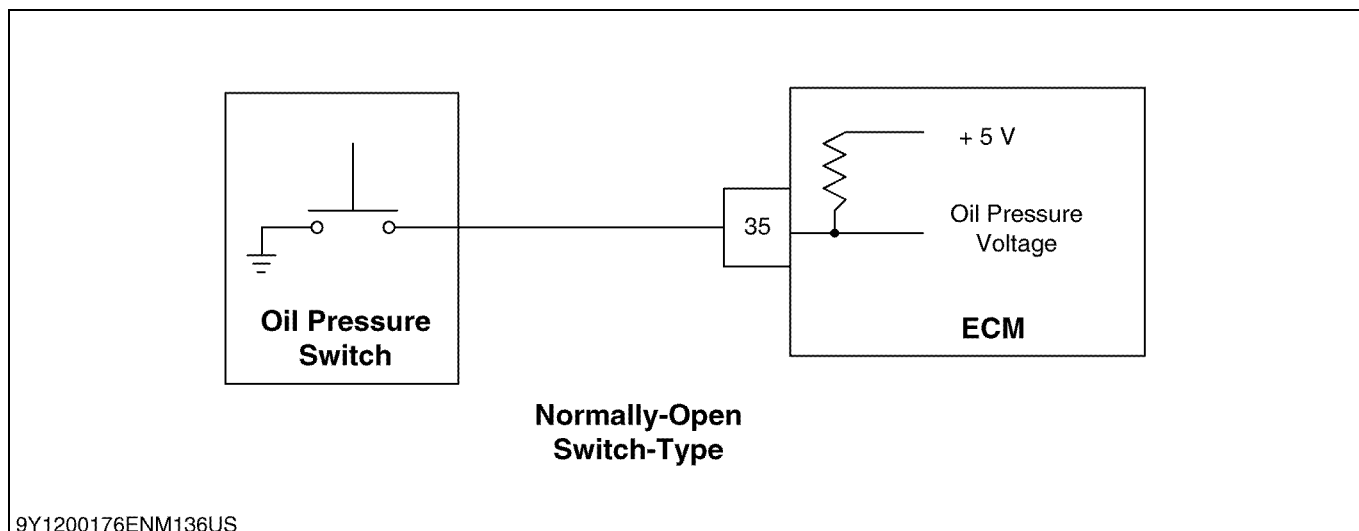 + 5 V
Oil Pressure
Voltage
35
ECM
Oil Pressure
Switch
Normally-Open
Switch-Type
9Y1200176ENM136US